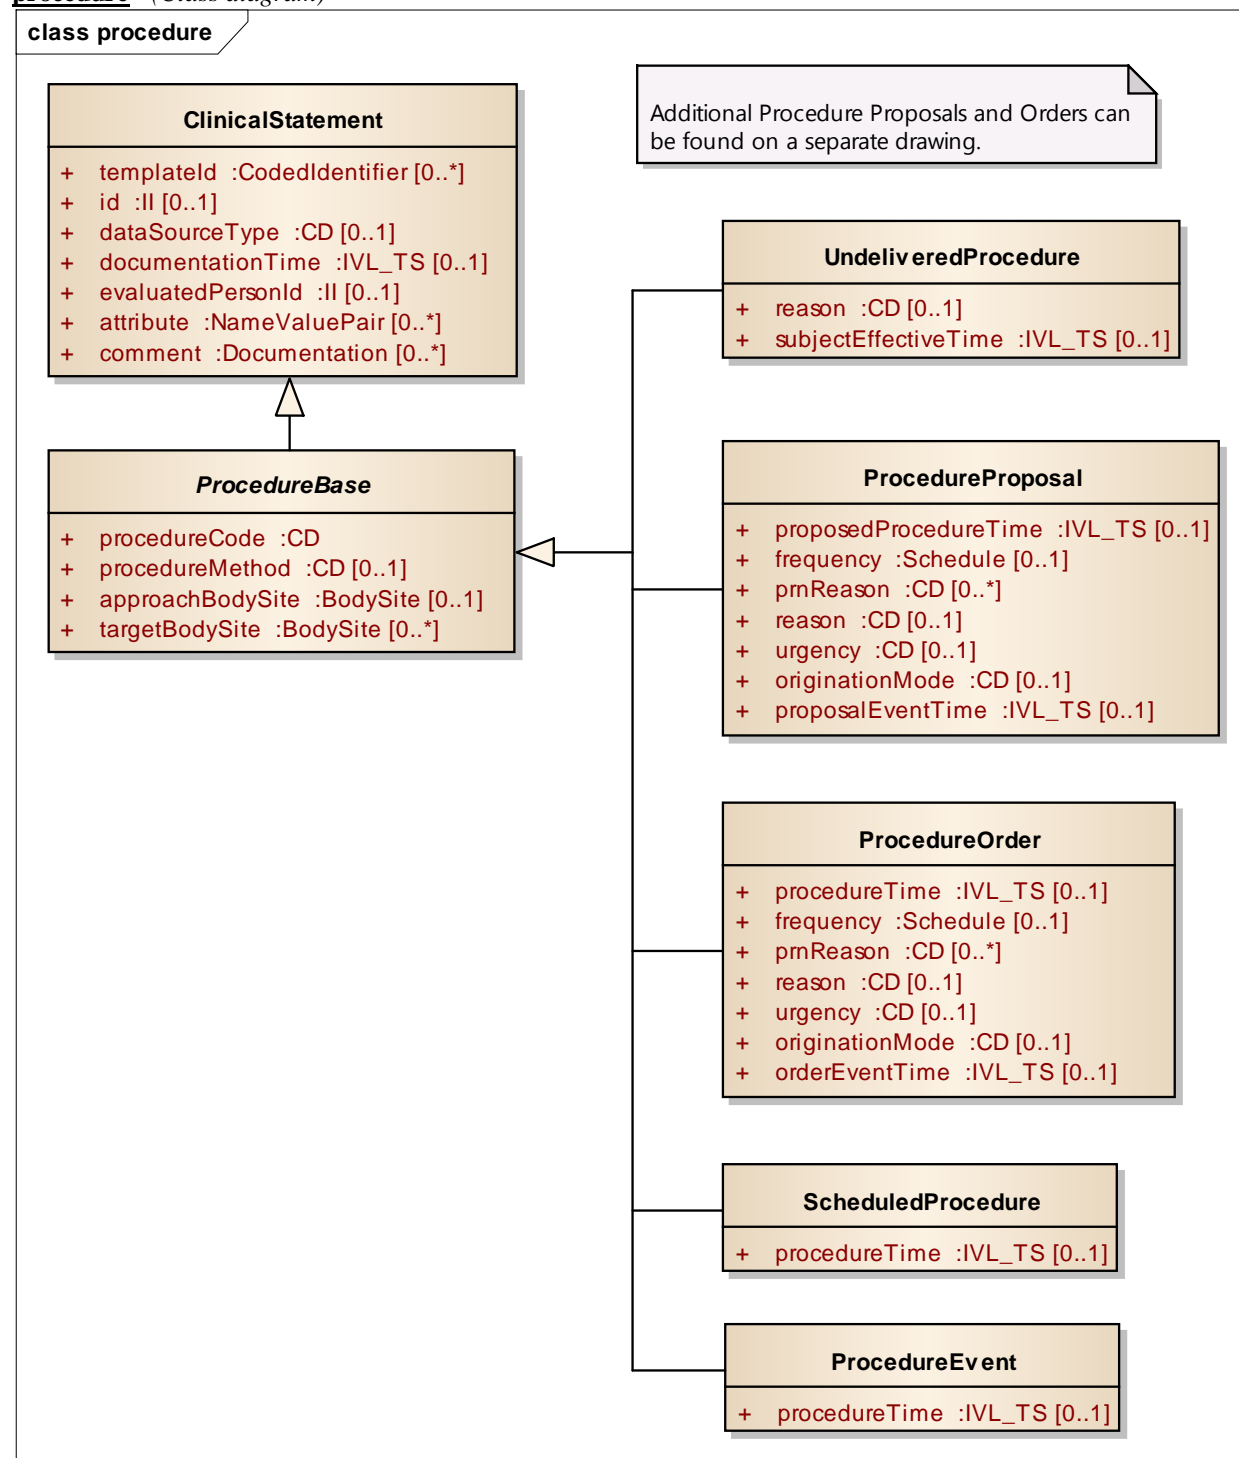 procedure (Class diagram)
class procedure
ClinicalStatement
+ templateId :CodedIdentifier [0..*]
+ id :II [0..1]
+ dataSourceType :CD [0..1]
+ documentationTime :IVL_TS [0..1]
+ evaluatedPersonId :II [0..1]
+ attribute :NameValuePair [0..*]
+ comment :Documentation [0..*]
Additional Procedure Proposals and Orders can
be found on a separate drawing.
UndeliveredProcedure
+ reason :CD [0..1]
+ subjectEffectiveTime :IVL_TS [0..1]
ProcedureBase
+ procedureCode :CD
+ procedureMethod :CD [0..1]
+ approachBodySite :BodySite [0..1]
+ targetBodySite :BodySite [0..*]
ProcedureProposal
+ proposedProcedureTime :IVL_TS [0..1]
+ frequency :Schedule [0..1]
+ prnReason :CD [0..*]
+ reason :CD [0..1]
+ urgency :CD [0..1]
+ originationMode :CD [0..1]
+ proposalEventTime :IVL_TS [0..1]
ProcedureOrder
+ procedureTime :IVL_TS [0..1]
+ frequency :Schedule [0..1]
+ prnReason :CD [0..*]
+ reason :CD [0..1]
+ urgency :CD [0..1]
+ originationMode :CD [0..1]
+ orderEventTime :IVL_TS [0..1]
ScheduledProcedure
+ procedureTime :IVL_TS [0..1]
ProcedureEvent
+ procedureTime :IVL_TS [0..1]